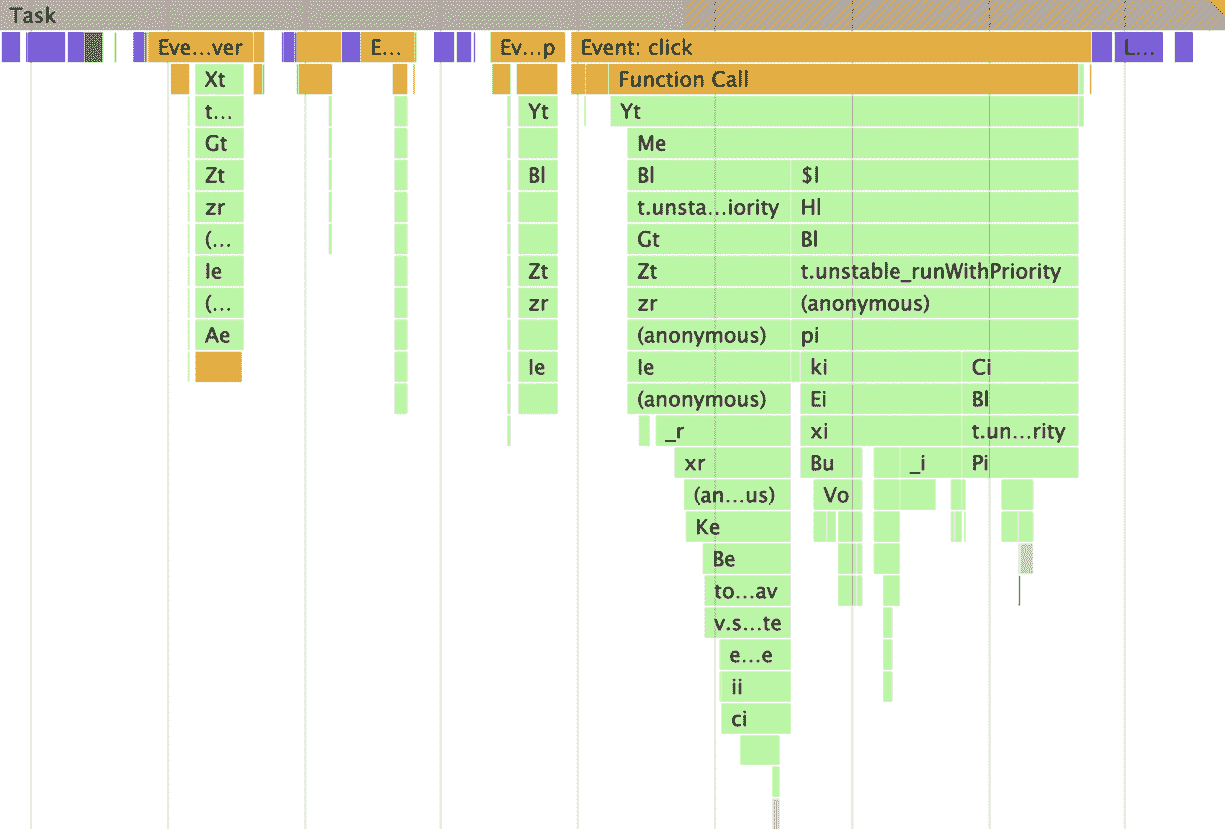 Task
Eve...ver E... Ev...p Event: click L...
Xt Function Call
t... Yt Yt
Gt Me
Zt Bl Bl $l
zr t.unsta...iority Hl
(... Gt Bl
Ie Zt Zt t.unstable_runWithPriority
(... zr zr (anonymous)
Ae (anonymous) pi
Ie Ie ki Ci
(anonymous) Ei Bl
_r xi t.un...rity
xr Bu _i Pi
(an...us) Vo
Ke
Be
to...av
v.s...te
e...e
ii
ci